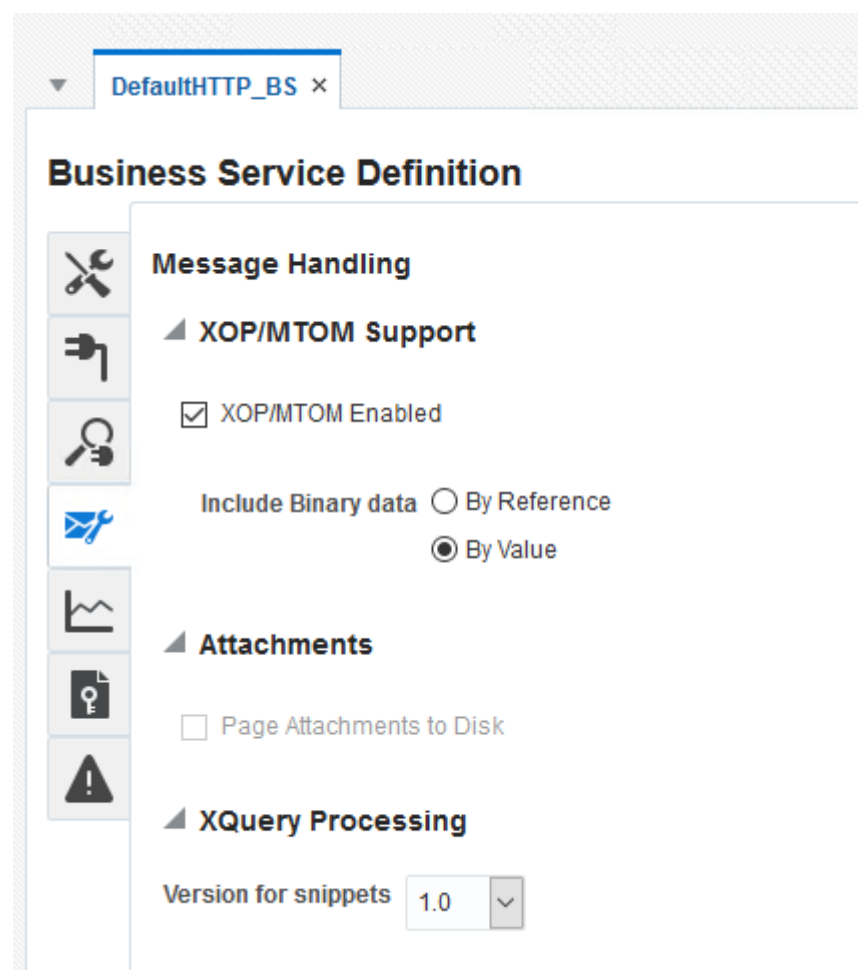 DefaultHTTP_BS ×
Business Service Definition
Message Handling
XOP/MTOM Support
XOP/MTOM Enabled
Include Binary data By Reference
By Value
Attachments
Page Attachments to Disk
XQuery Processing
Version for snippets 1.0